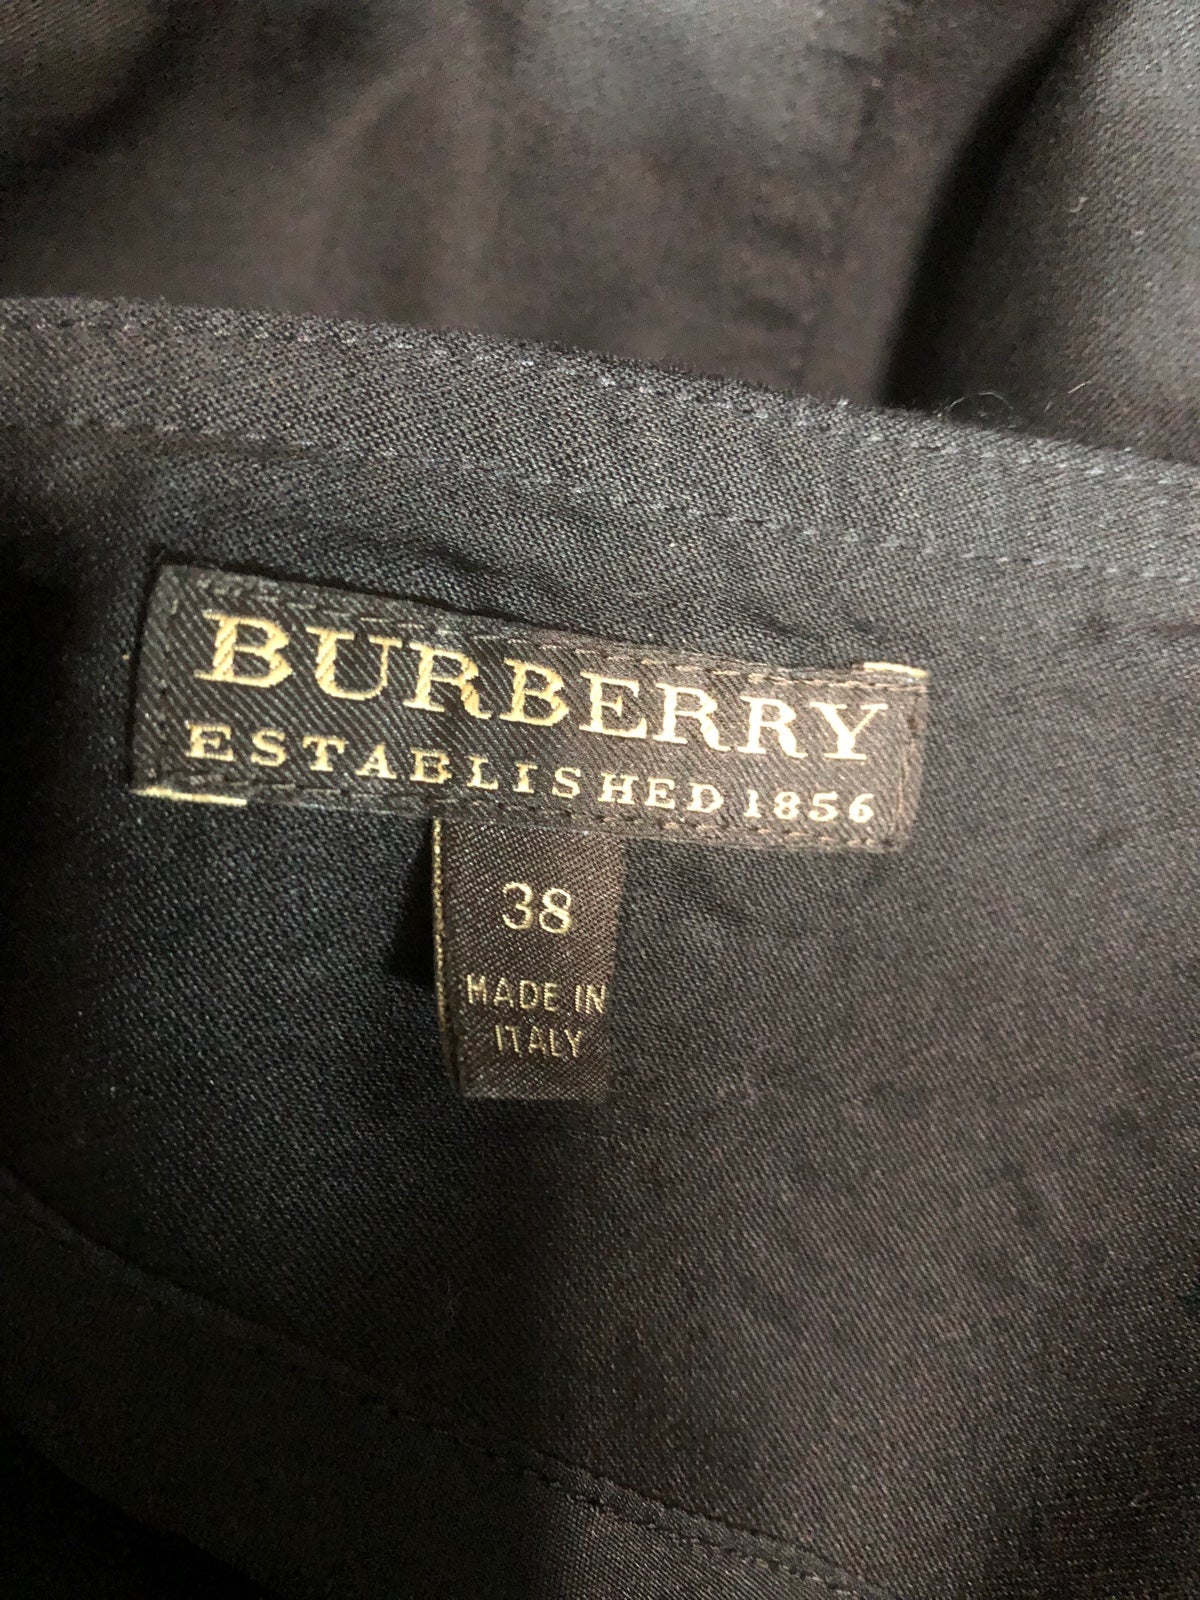 BURBERRY
ESTABLISHED 1856
38
MADE IN
ITALY